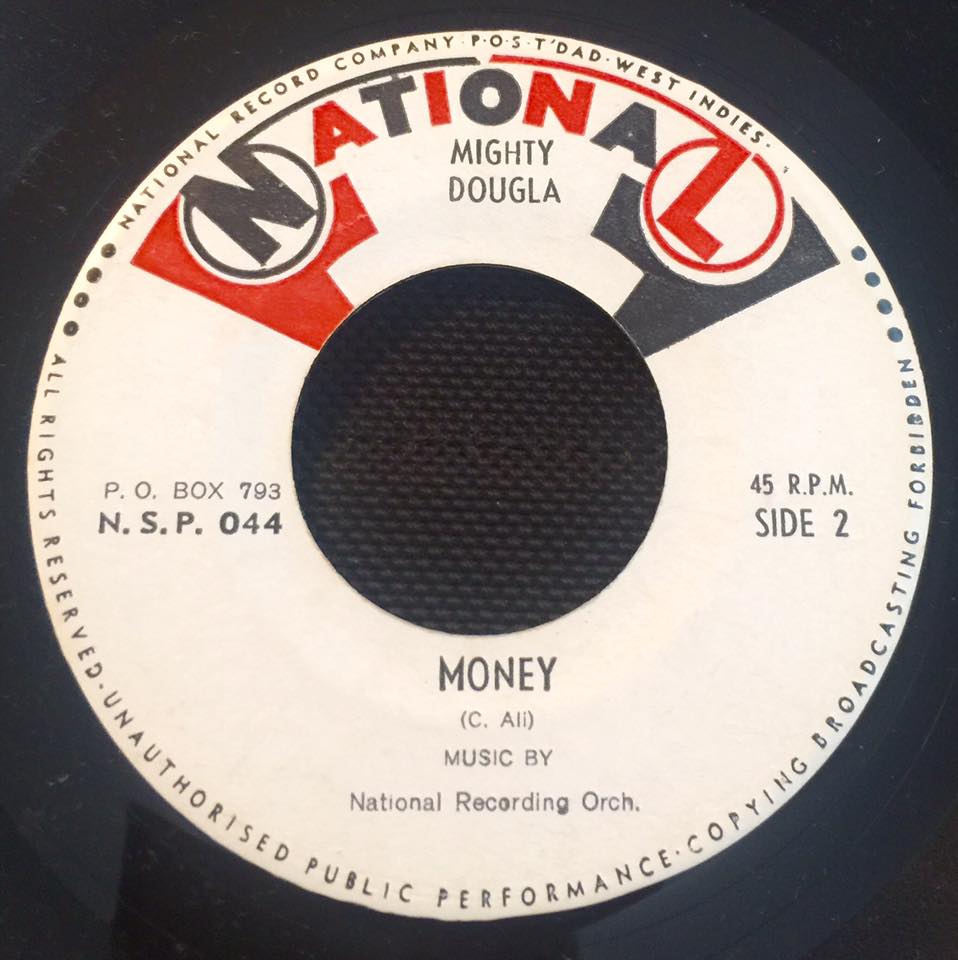 NATIONAL RECORD COMPANY · P·O·S · T'DAD · WEST INDIES ·
NATIONAL
MIGHTY
DOUGLA
P. O. BOX 793
N. S. P. 044
45 R.P.M.
SIDE 2
MONEY
(C. Ali)
MUSIC BY
National Recording Orch.
ALL RIGHTS RESERVED · UNAUTHORISED PUBLIC PERFORMANCE · COPYING BROADCASTING FORBIDDEN